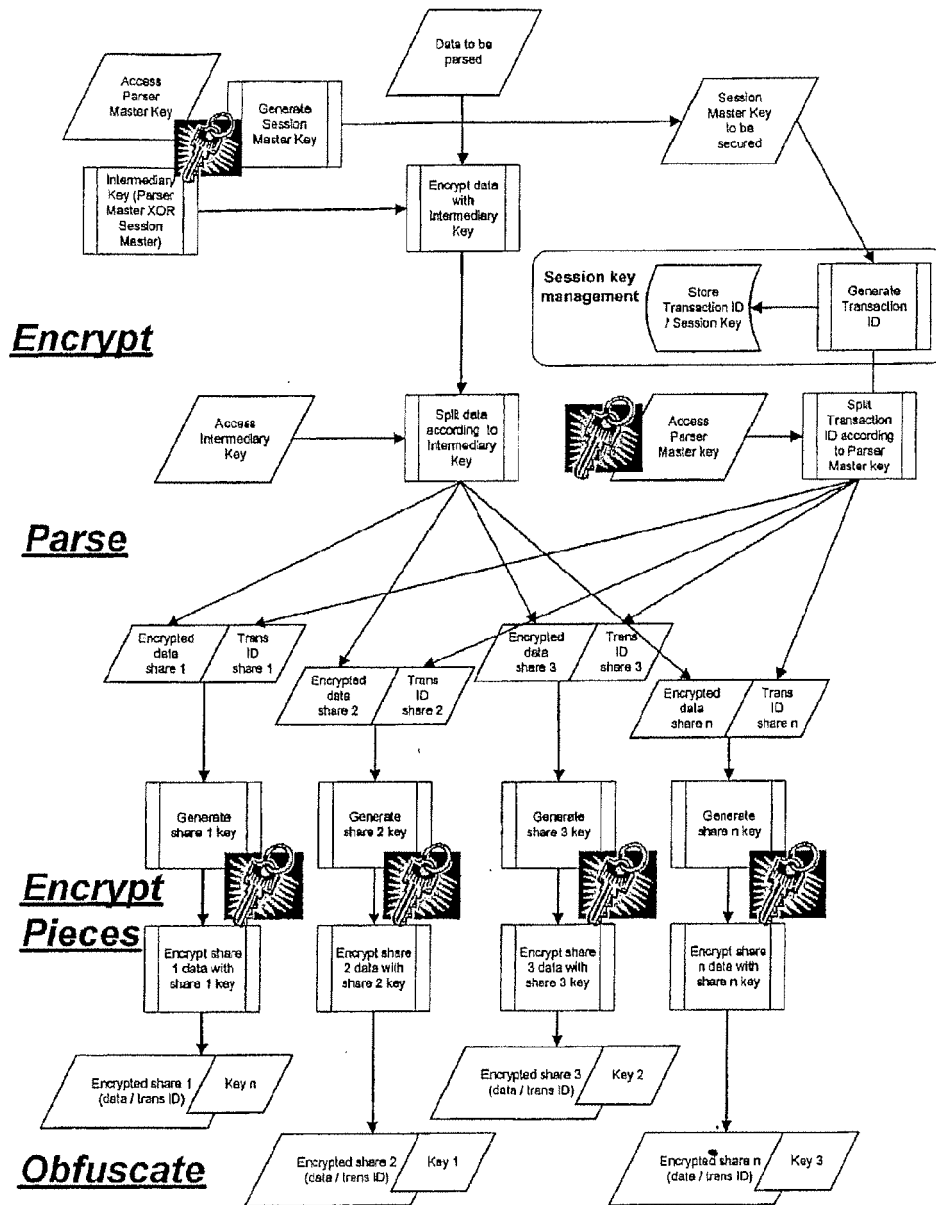 Data to be
parsed
Access
Parser
Master Key
Generate
Session
Master Key
Session
Master Key
to be
secured
Intermediary
Key (Parser
Master XOR
Session
Master)
Encrypt data
with
Intermediary
Key
Session key
management
Store
Transaction ID
/ Session Key
Generate
Transaction
ID
Encrypt
Access
Intermediary
Key
Split data
according to
Intermediary
Key
Access
Parser
Master key
Split
Transaction
ID according
to Parser
Master key
Parse
Encrypted
data
share 1
Trans
ID
share 1
Encrypted
data
share 2
Trans
ID
share 2
Encrypted
data
share 3
Trans
ID
share 3
Encrypted
data
share n
Trans
ID
share n
Generate
share 1 key
Generate
share 2 key
Generate
share 3 key
Generate
share n key
Encrypt
Pieces
Encrypt share
1 data with
share 1 key
Encrypt share
2 data with
share 2 key
Encrypt share
3 data with
share 3 key
Encrypt share
n data with
share n key
Encrypted share 1
(data / trans ID)
Key n
Encrypted share 2
(data / trans ID)
Key 1
Encrypted share 3
(data / trans ID)
Key 2
Encrypted share n
(data / trans ID)
Key 3
Obfuscate